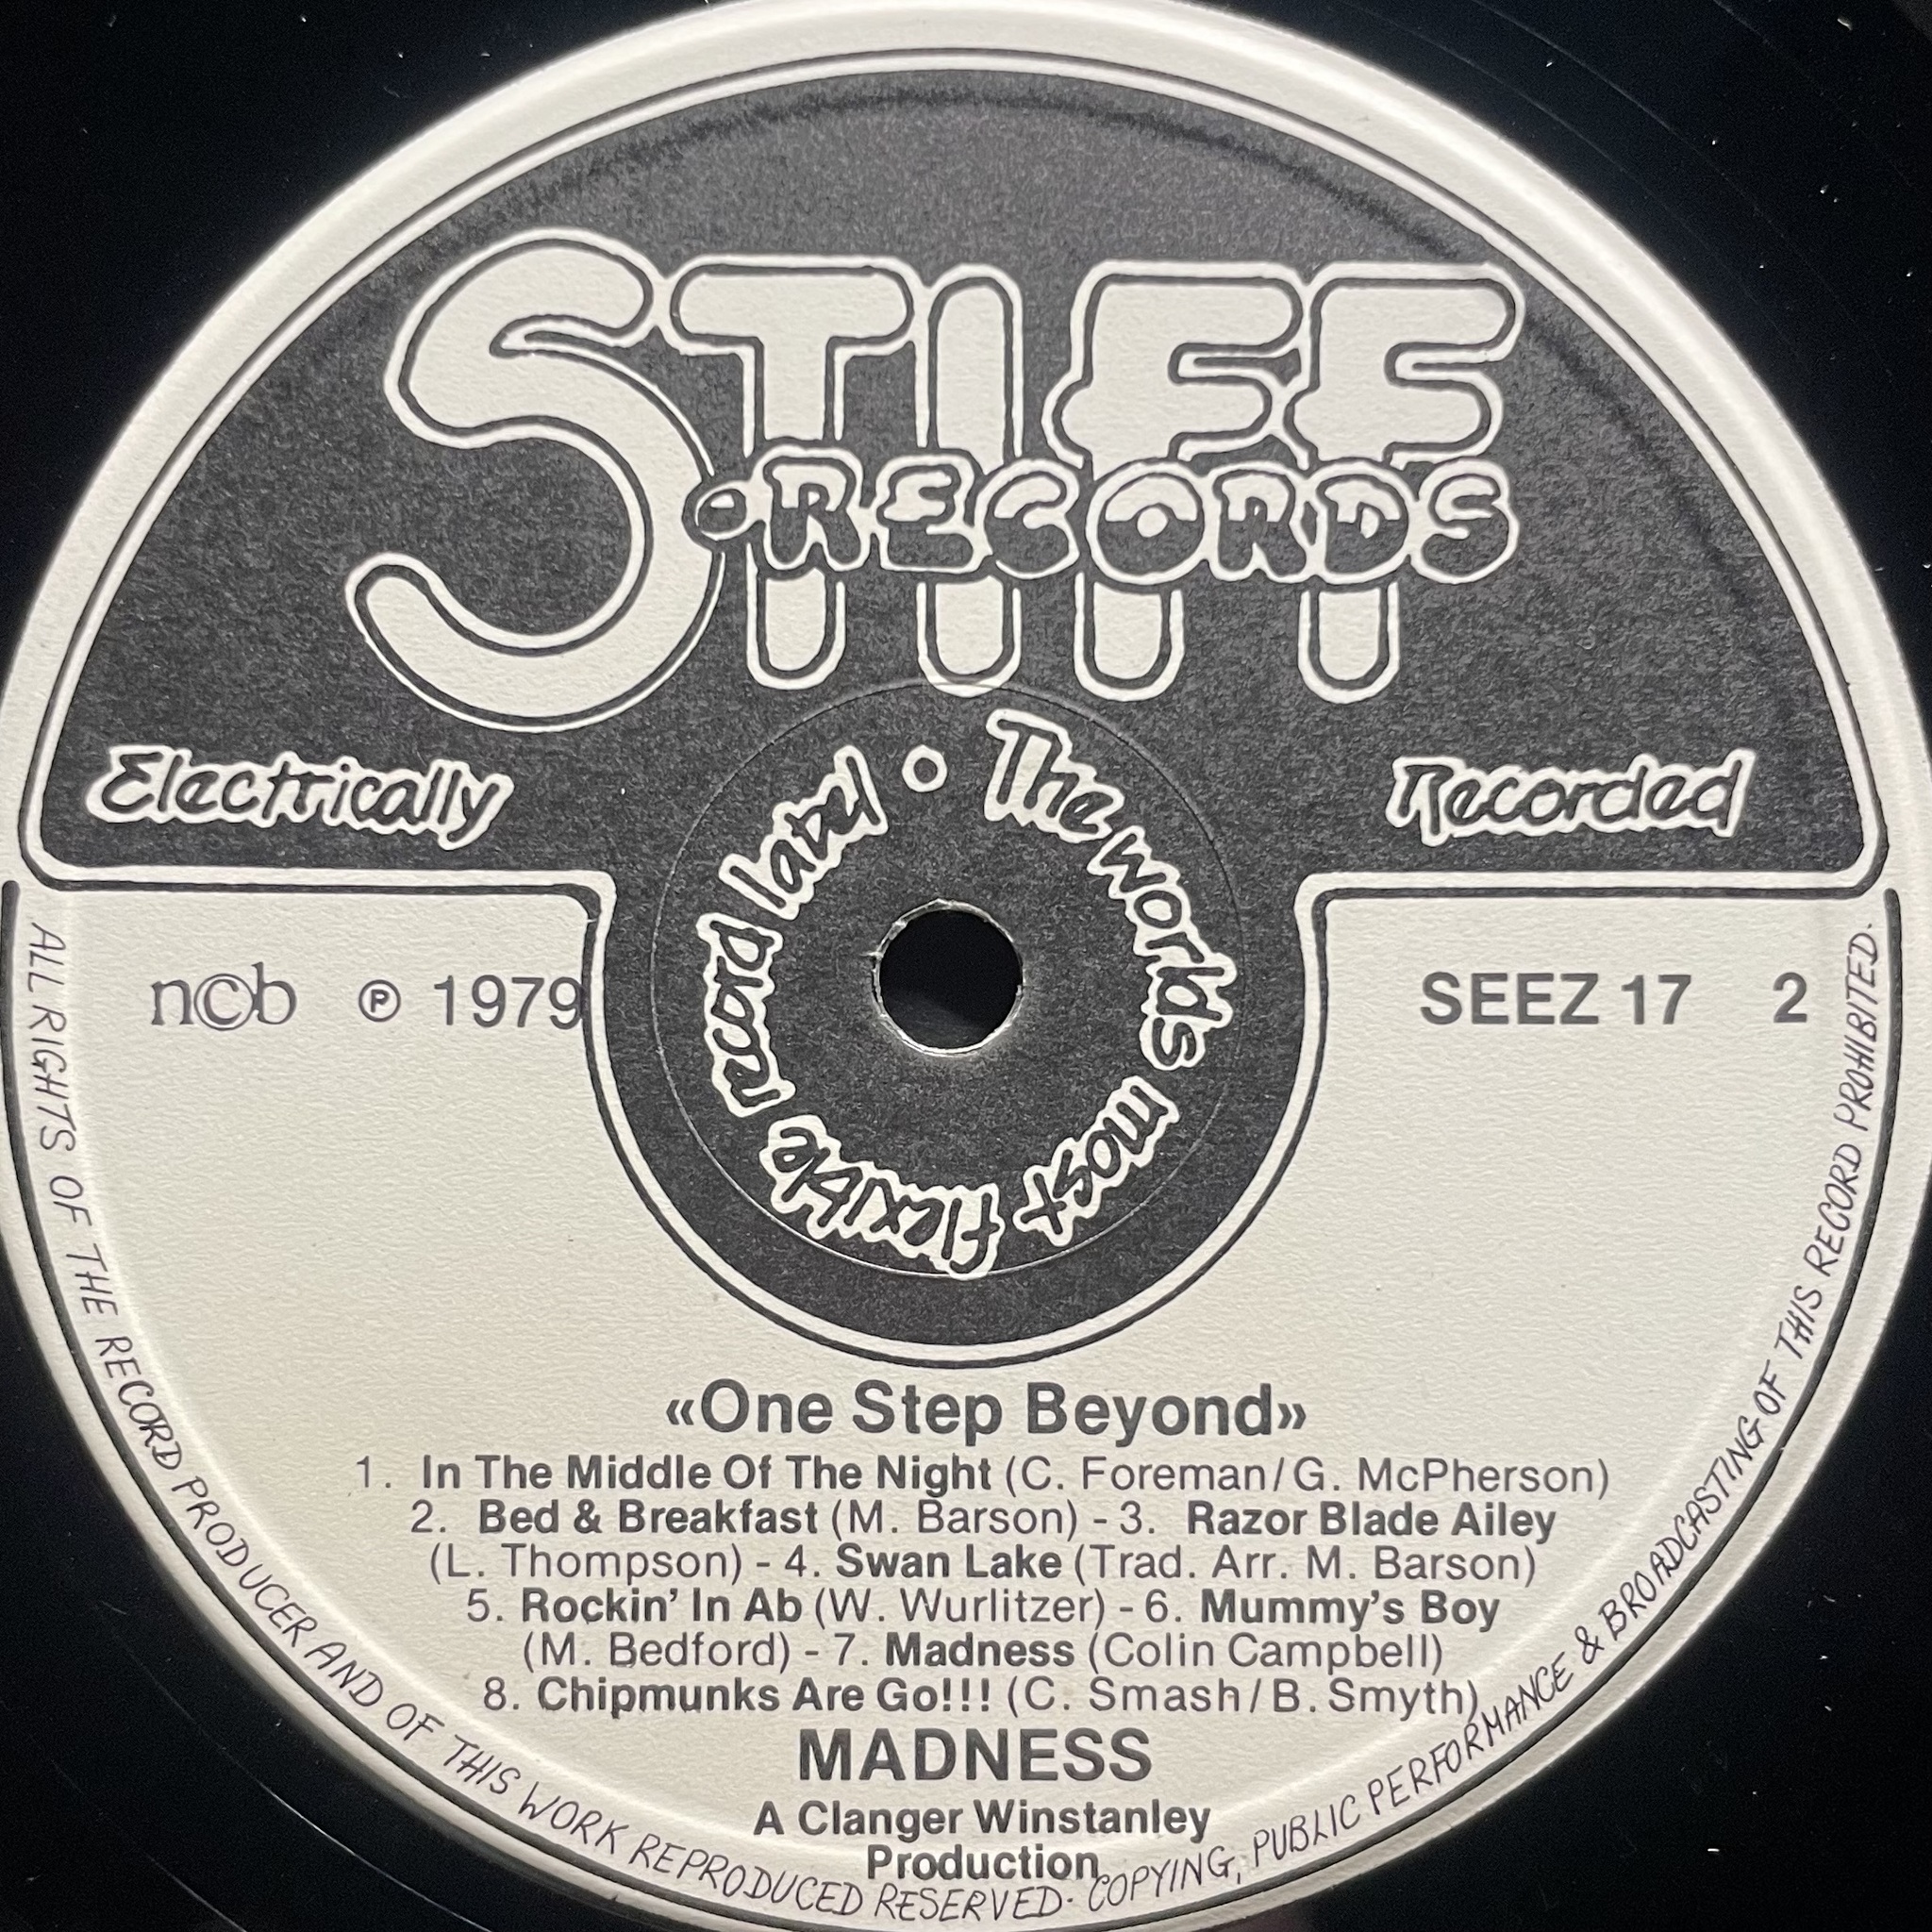 STIFF
·RECORDS
Electrically
Recorded
The worlds most flexible record label •
n©b ℗ 1979
SEEZ 17 2
«One Step Beyond»
1. In The Middle Of The Night (C. Foreman/G. McPherson)
2. Bed & Breakfast (M. Barson) - 3. Razor Blade Ailey
(L. Thompson) - 4. Swan Lake (Trad. Arr. M. Barson)
5. Rockin' In Ab (W. Wurlitzer) - 6. Mummy's Boy
(M. Bedford) - 7. Madness (Colin Campbell)
8. Chipmunks Are Go!!! (C. Smash/B. Smyth)
MADNESS
A Clanger Winstanley
Production
ALL RIGHTS OF THE RECORD PRODUCER AND OF THIS WORK REPRODUCED RESERVED· COPYING, PUBLIC PERFORMANCE & BROADCASTING OF THIS RECORD PROHIBITED.